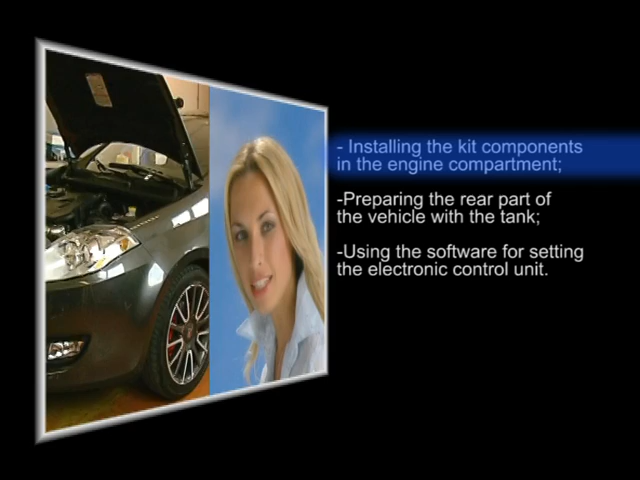 - Installing the kit components
in the engine compartment;
-Preparing the rear part of
the vehicle with the tank;
-Using the software for setting
the electronic control unit.